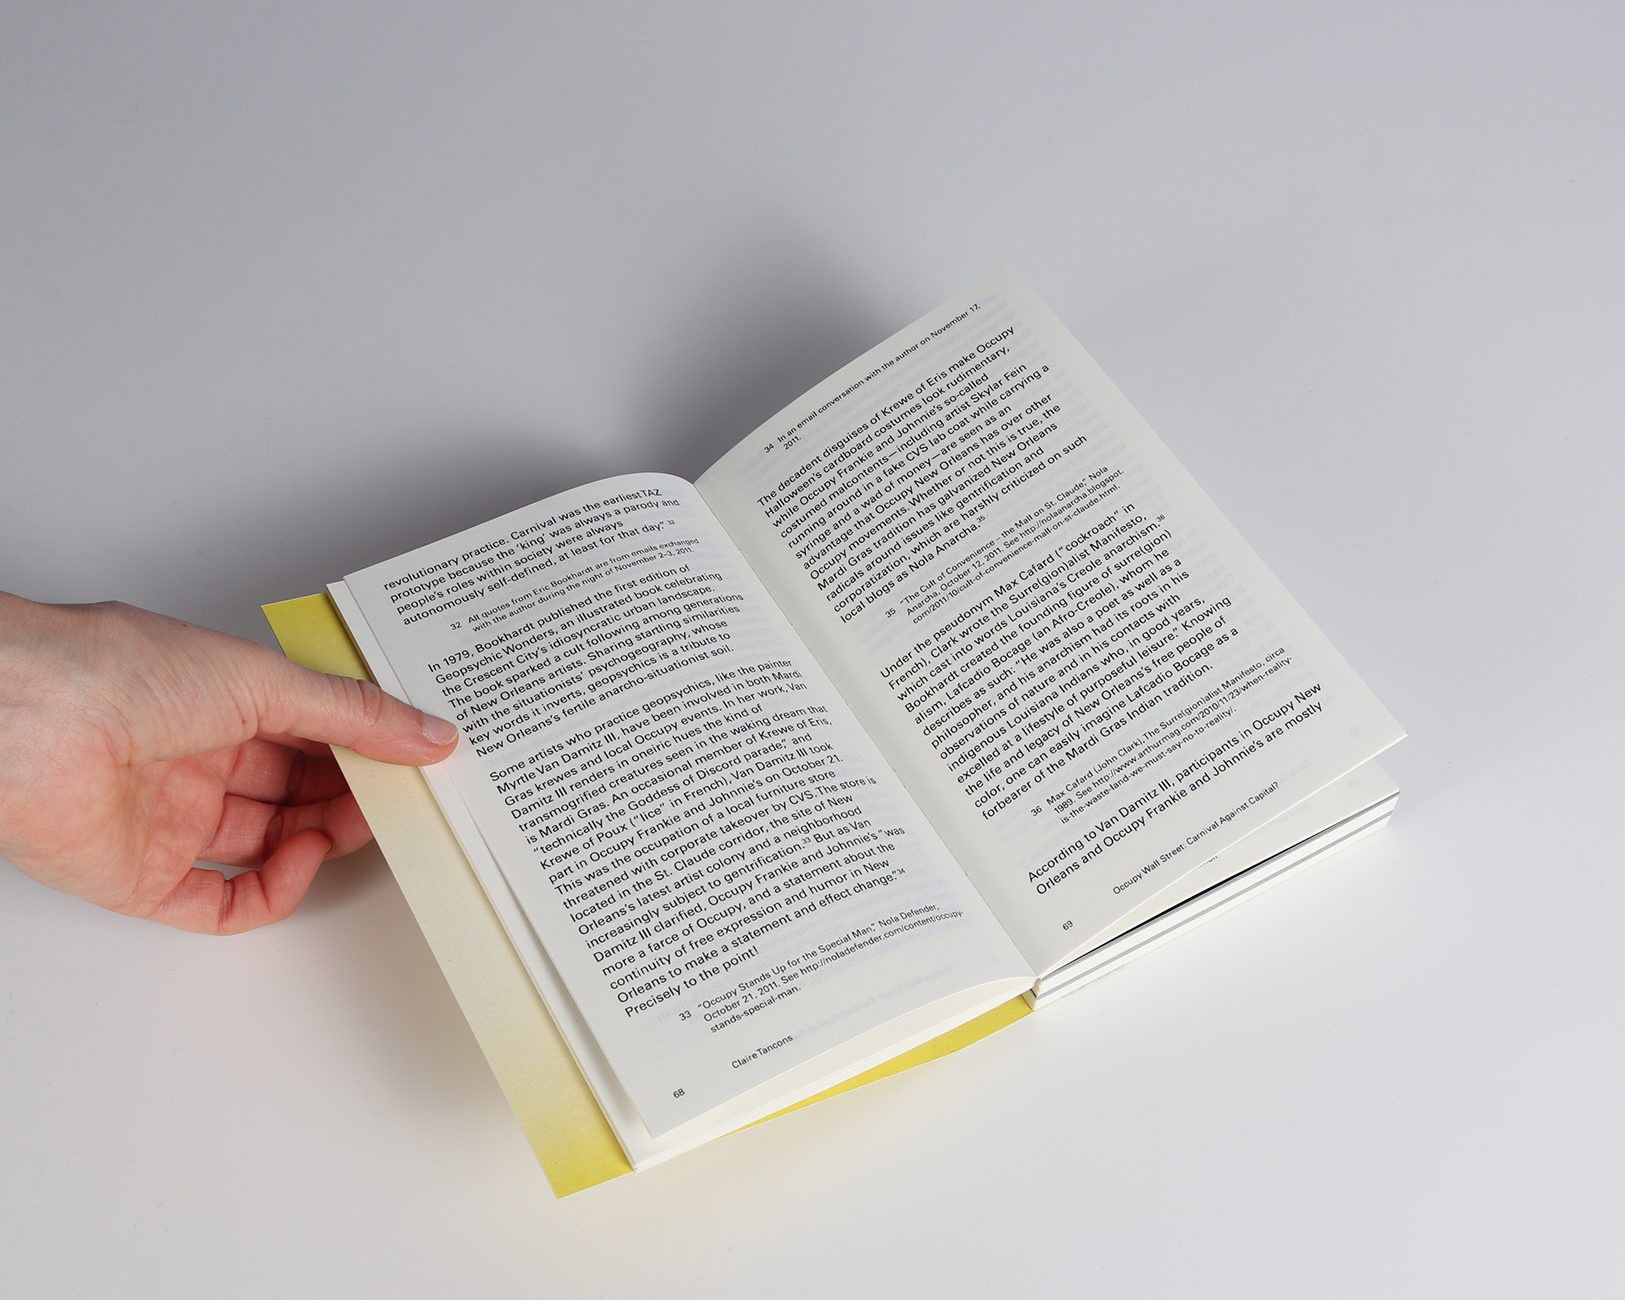 revolutionary practice. Carnival was the earliest TAZ
prototype because the ‘king’ was always a parody and
people’s roles within society were always
autonomously self-defined, at least for that day.” 32
32 All quotes from Eric Bookhardt are from emails exchanged
with the author during the night of November 2–3, 2011.
In 1979, Bookhardt published the first edition of
Geopsychic Wonders, an illustrated book celebrating
the Crescent City’s idiosyncratic urban landscape.
The book sparked a cult following among generations
of New Orleans artists. Sharing startling similarities
with the situationists’ psychogeography, whose
key words it inverts, geopsychics is a tribute to
New Orleans’s fertile anarcho-situationist soil.
Some artists who practice geopsychics, like the painter
Myrtle Van Damitz III, have been involved in both Mardi
Gras krewes and local Occupy events. In her work, Van
Damitz III renders in oneiric hues the kind of
transmogrified creatures seen in the waking dream that
is Mardi Gras. An occasional member of Krewe of Eris,
“technically the Goddess of Discord parade,” and
Krewe of Poux (“lice” in French), Van Damitz III took
part in Occupy Frankie and Johnnie’s on October 21.
This was the occupation of a local furniture store
threatened with corporate takeover by CVS. The store is
located in the St. Claude corridor, the site of New
Orleans’s latest artist colony and a neighborhood
increasingly subject to gentrification.33 But as Van
Damitz III clarified, Occupy Frankie and Johnnie’s “was
more a farce of Occupy, and a statement about the
continuity of free expression and humor in New
Orleans to make a statement and effect change.”34
Precisely to the point!
33 “Occupy Stands Up for the Special Man,” Nola Defender,
October 21, 2011. See http://noladefender.com/content/occupy-
stands-special-man.
Claire Tancons
68
34 In an email conversation with the author on November 17,
2011.
The decadent disguises of Krewe of Eris make Occupy
Halloween’s cardboard costumes look rudimentary,
while Occupy Frankie and Johnnie’s so-called
costumed malcontents—including artist Skylar Fein
running around in a fake CVS lab coat while carrying a
syringe and a wad of money—are seen as an
advantage that Occupy New Orleans has over other
Occupy movements. Whether or not this is true, the
Mardi Gras tradition has galvanized New Orleans
radicals around issues like gentrification and
corporatization, which are harshly criticized on such
local blogs as Nola Anarcha.35
35 “The Cult of Convenience – the Mall on St. Claude,” Nola
Anarcha, October 12, 2011. See http://nolaanarcha.blogspot.
com/2011/10/cult-of-convenience-mall-on-st-claude.html.
Under the pseudonym Max Cafard (“cockroach” in
French), Clark wrote the Surre(gion)alist Manifesto,
which cast into words Louisiana’s Creole anarchism.36
Bookhardt created the founding figure of surre(gion)
alism, Lafcadio Bocage (an Afro-Creole), whom he
describes as such: “He was also a poet as well as a
philosopher, and his anarchism had its roots in his
observations of nature and in his contacts with
indigenous Louisiana Indians who, in good years,
excelled at a lifestyle of purposeful leisure.” Knowing
the life and legacy of New Orleans’s free people of
color, one can easily imagine Lafcadio Bocage as a
forbearer of the Mardi Gras Indian tradition.
36 Max Cafard (John Clark), The Surre(gion)alist Manifesto, circa
1989. See http://www.arthurmag.com/2010/11/23/when-reality-
is-the-waste-land-we-must-say-no-to-reality/.
According to Van Damitz III, participants in Occupy New
Orleans and Occupy Frankie and Johnnie’s are mostly
Occupy Wall Street: Carnival Against Capital?
69